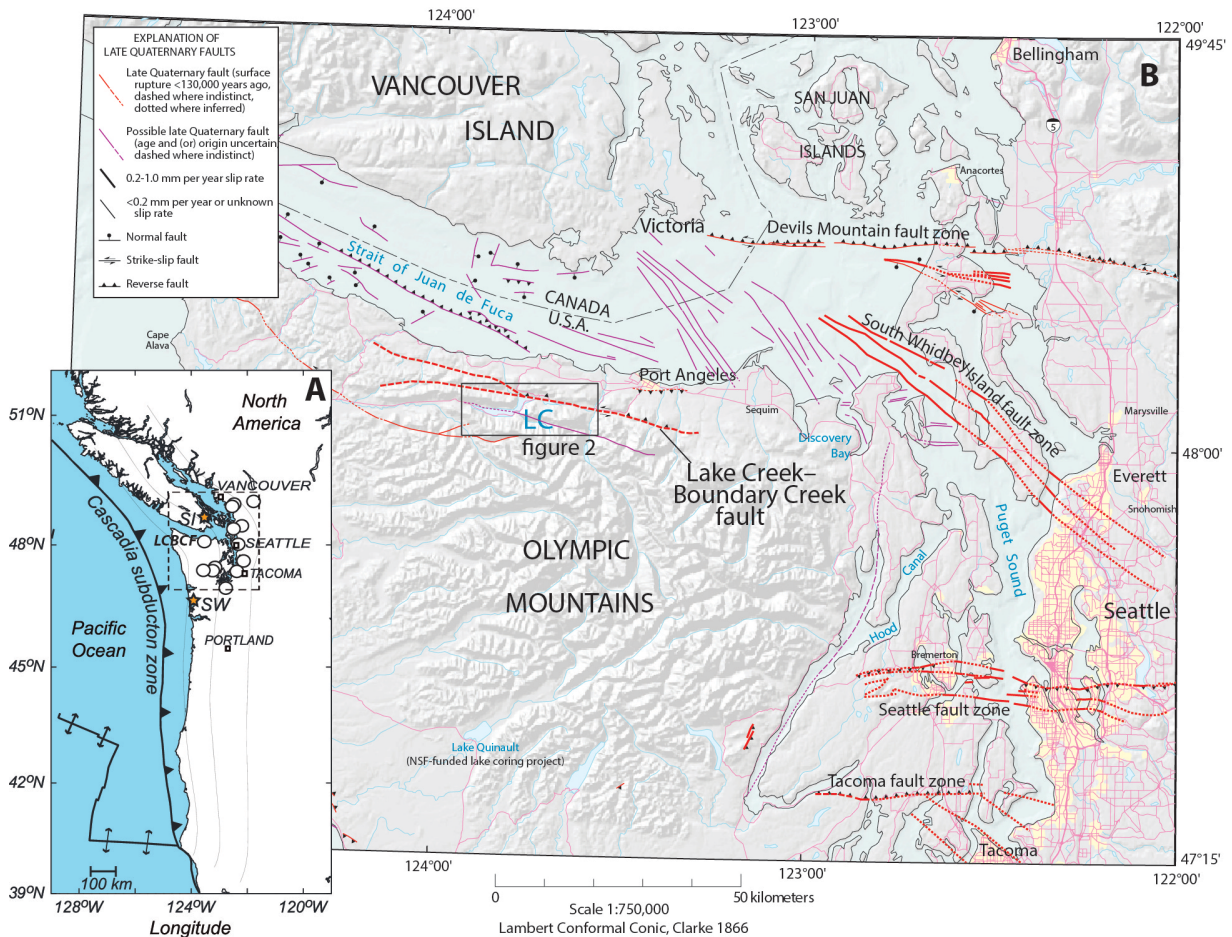 124°00'
123°00'
122°00'
49°45'
EXPLANATION OF
LATE QUATERNARY FAULTS
Late Quaternary fault (surface
rupture <130,000 years ago,
dashed where indistinct,
dotted where inferred)
Possible late Quaternary fault
(age and (or) origin uncertain,
dashed where indistinct)
0.2-1.0 mm per year slip rate
<0.2 mm per year or unknown
slip rate
Normal fault
Strike-slip fault
Reverse fault
B
Bellingham
VANCOUVER
ISLAND
SAN JUAN
ISLANDS
5
Anacortes
Victoria
Devils Mountain fault zone
Strait of Juan de Fuca
CANADA
U.S.A.
South Whidbey Island fault zone
Cape
Alava
Port Angeles
Sequim
Marysville
LC
figure 2
Discovery
Bay
48°00'
Lake Creek–
Boundary Creek
fault
Everett
Snohomish
Puget Sound
OLYMPIC
MOUNTAINS
Canal
Hood
Seattle
Bremerton
Seattle fault zone
Lake Quinault
(NSF-funded lake coring project)
Tacoma fault zone
Tacoma
47°15'
124°00'
123°00'
122°00'
0
50 kilometers
Scale 1:750,000
Lambert Conformal Conic, Clarke 1866
A
North
America
51°N
VANCOUVER
SI
LCBCF
SEATTLE
48°N
TACOMA
SW
Cascadia subducton zone
Pacific
Ocean
PORTLAND
45°N
42°N
100 km
39°N
128°W
124°W
120°W
Longitude